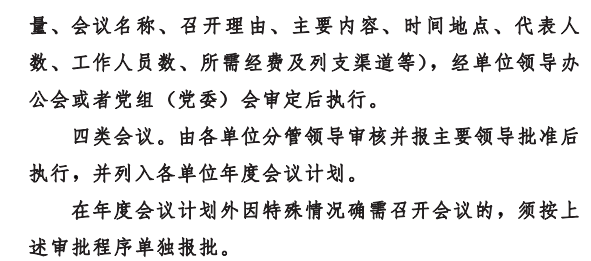 量、会议名称、召开理由、主要内容、时间地点、代表人
数、工作人员数、所需经费及列支渠道等），经单位领导办
公会或者党组（党委）会审定后执行。
四类会议。由各单位分管领导审核并报主要领导批准后
执行，并列入各单位年度会议计划。
在年度会议计划外因特殊情况确需召开会议的，须按上
述审批程序单独报批。